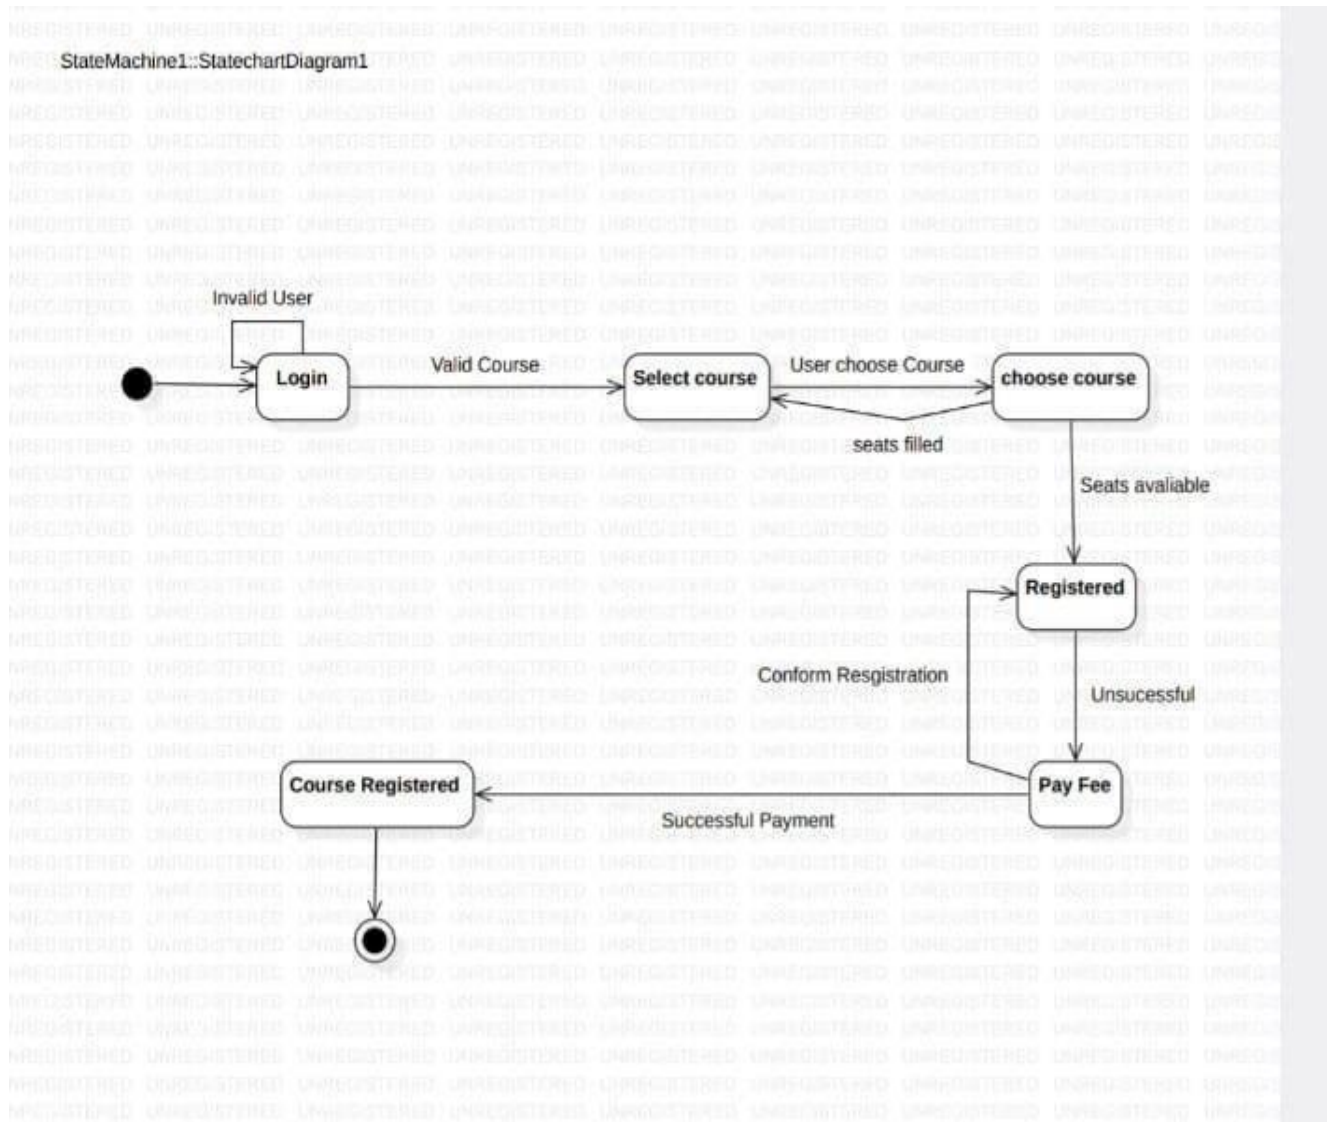 StateMachine1::StatechartDiagram1
Invalid User
Login
Valid Course
Select course
User choose Course
choose course
seats filled
Seats avaliable
Registered
Conform Resgistration
Unsucessful
Course Registered
Pay Fee
Successful Payment
UNREGISTERED